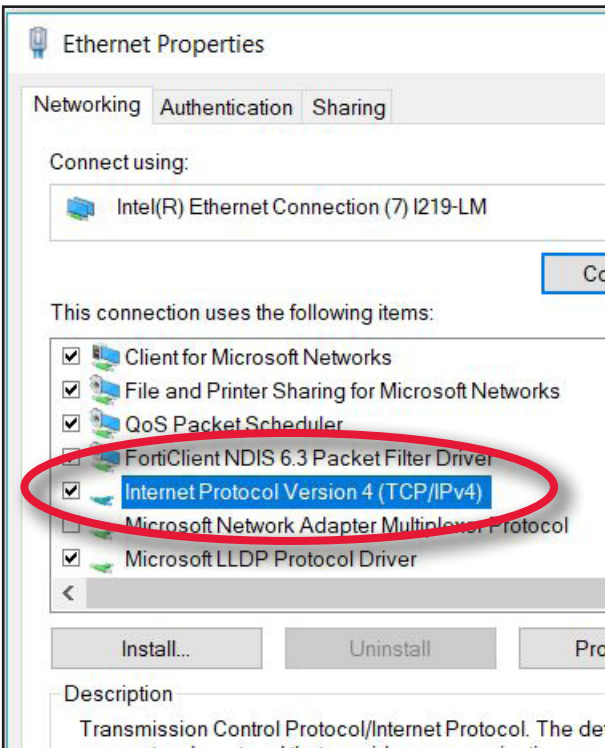 Ethernet Properties
Networking Authentication Sharing
Connect using:
Intel(R) Ethernet Connection (7) I219-LM
Co
This connection uses the following items:
Client for Microsoft Networks
File and Printer Sharing for Microsoft Networks
QoS Packet Scheduler
FortiClient NDIS 6.3 Packet Filter Driver
Internet Protocol Version 4 (TCP/IPv4)
Microsoft Network Adapter Multiplexor Protocol
Microsoft LLDP Protocol Driver
Install... Uninstall Pro
Description
Transmission Control Protocol/Internet Protocol. The de